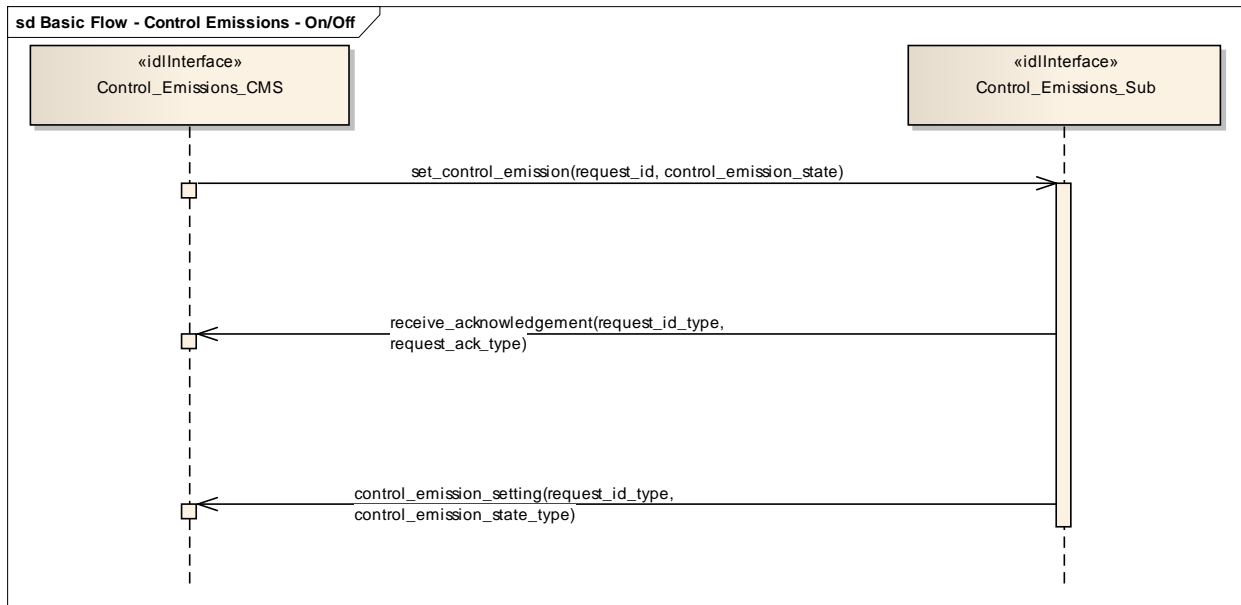 sd Basic Flow - Control Emissions - On/Off
«idlInterface»
Control_Emissions_CMS
«idlInterface»
Control_Emissions_Sub
set_control_emission(request_id, control_emission_state)
receive_acknowledgement(request_id_type,
request_ack_type)
control_emission_setting(request_id_type,
control_emission_state_type)